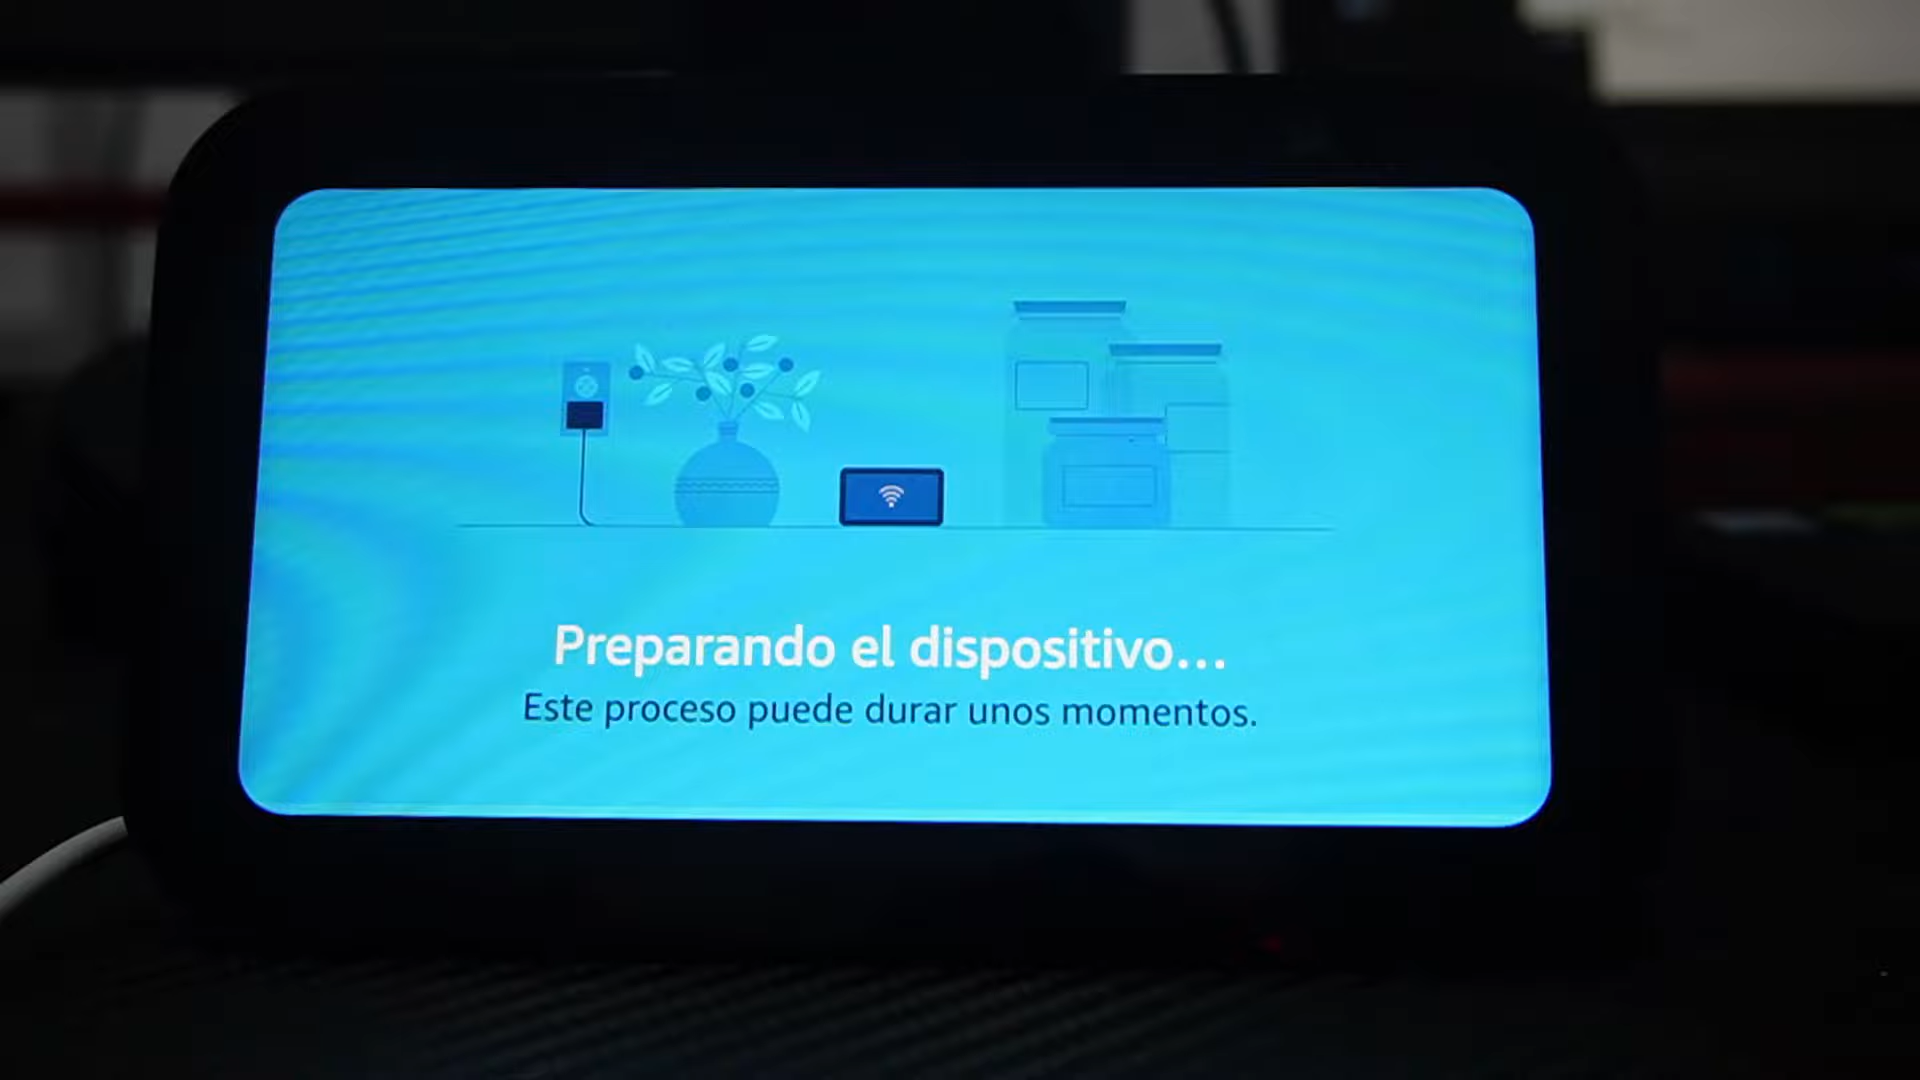 Preparando el dispositivo...
Este proceso puede durar unos momentos.